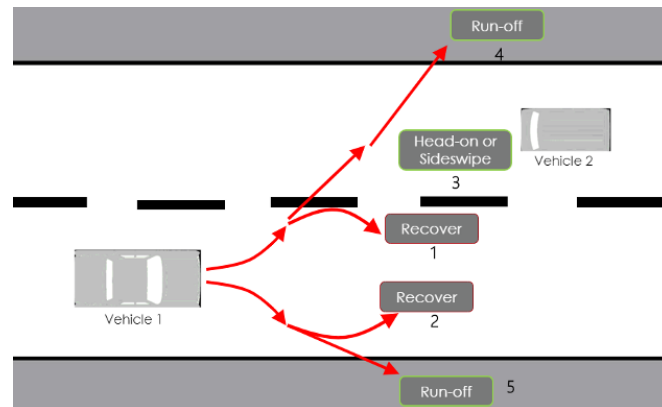 Run-off
4
Head-on or
Sideswipe
3
Vehicle 2
Recover
1
Vehicle 1
Recover
2
Run-off
5